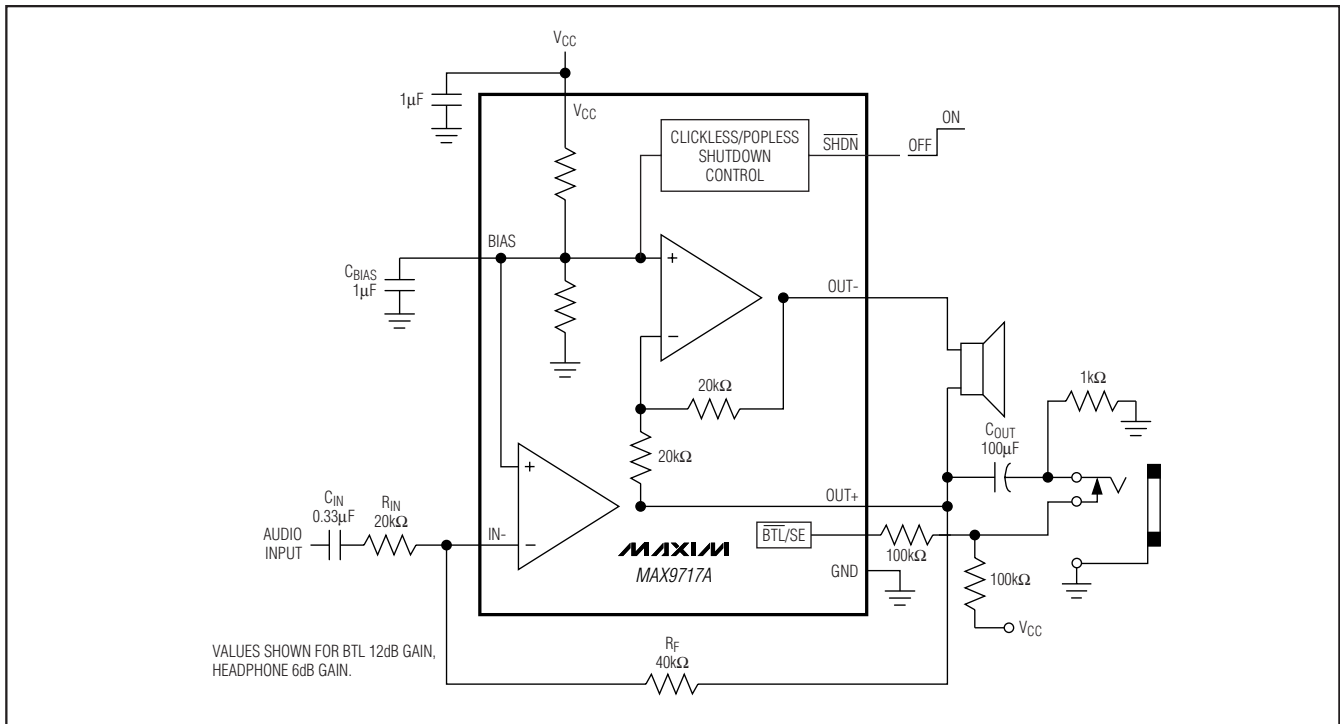 VCC
1µF
VCC
CLICKLESS/POPLESS
SHUTDOWN
CONTROL
SHDN
ON
OFF
BIAS
CBIAS
1µF
+
−
OUT-
20kΩ
20kΩ
1kΩ
COUT
100µF
+
−
OUT+
CIN
0.33µF
RIN
20kΩ
AUDIO
INPUT
IN-
MAXIM
MAX9717A
BTL/SE
100kΩ
GND
100kΩ
VCC
VALUES SHOWN FOR BTL 12dB GAIN,
HEADPHONE 6dB GAIN.
RF
40kΩ